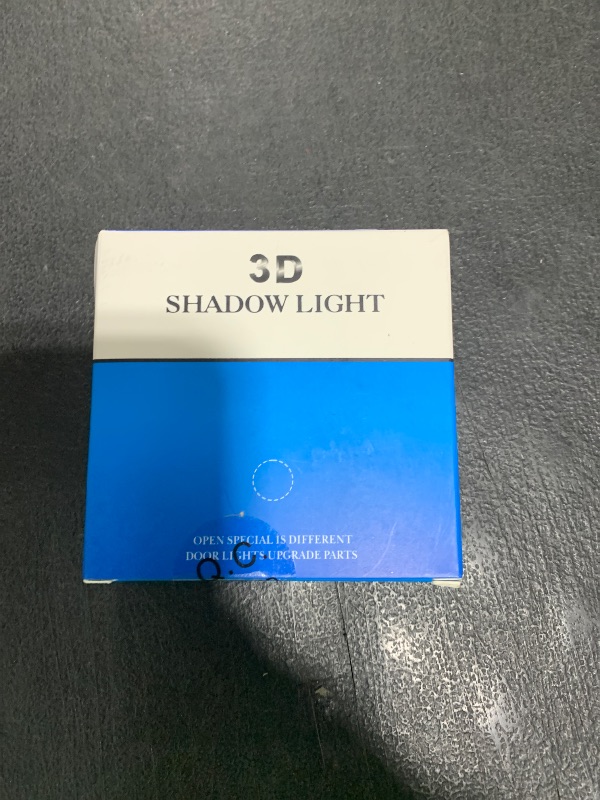 3D
SHADOW LIGHT
OPEN SPECIAL IS DIFFERENT
DOOR LIGHTS UPGRADE PARTS
Q.C